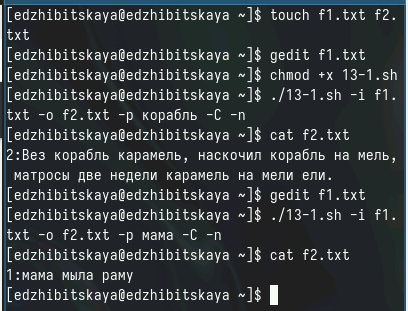 [edzhibitskaya@edzhibitskaya ~]$ touch f1.txt f2.
txt
[edzhibitskaya@edzhibitskaya ~]$ gedit f1.txt
[edzhibitskaya@edzhibitskaya ~]$ chmod +x 13-1.sh
[edzhibitskaya@edzhibitskaya ~]$ ./13-1.sh -i f1.
txt -o f2.txt -p корабль -C -n
[edzhibitskaya@edzhibitskaya ~]$ cat f2.txt
2:Вез корабль карамель, наскочил корабль на мель,
 матросы две недели карамель на мели ели.
[edzhibitskaya@edzhibitskaya ~]$ gedit f1.txt
[edzhibitskaya@edzhibitskaya ~]$ ./13-1.sh -i f1.
txt -o f2.txt -p мама -C -n
[edzhibitskaya@edzhibitskaya ~]$ cat f2.txt
1:мама мыла раму
[edzhibitskaya@edzhibitskaya ~]$